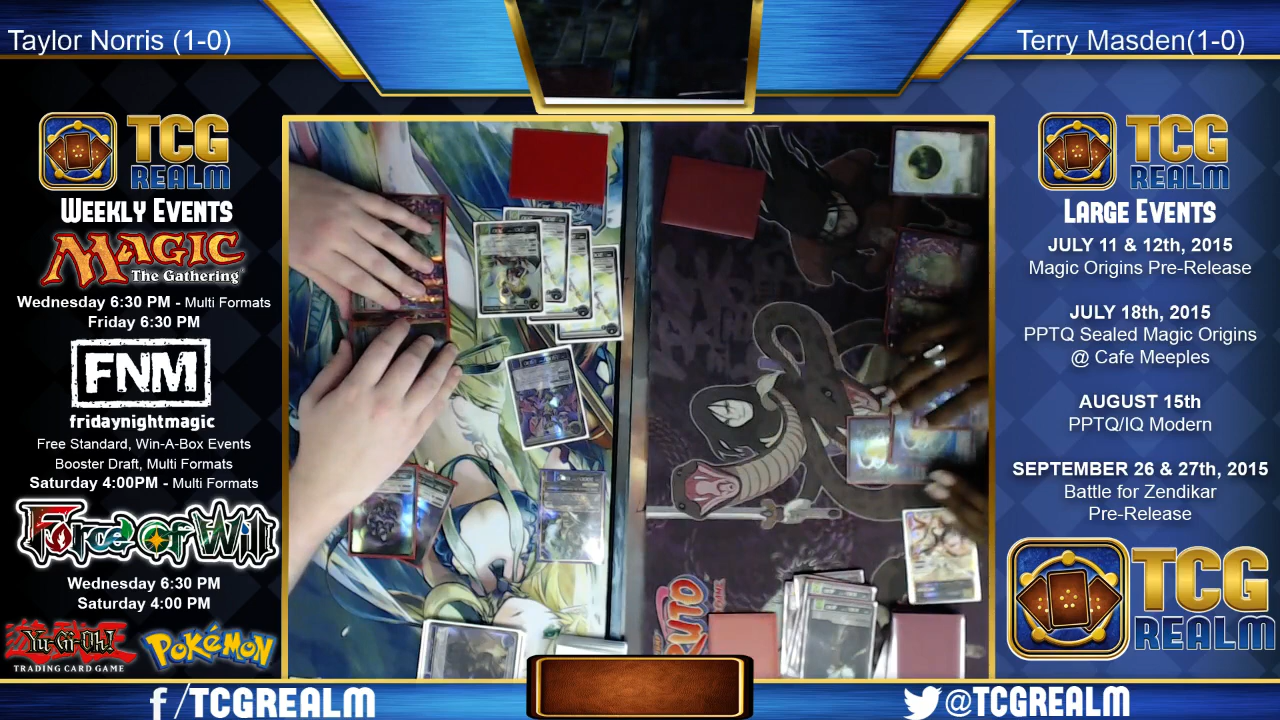 Taylor Norris (1-0)
Terry Masden(1-0)
TCG
REALM
WEEKLY EVENTS
MAGIC
The Gathering
Wednesday 6:30 PM - Multi Formats
Friday 6:30 PM
FNM
fridaynightmagic
Free Standard, Win-A-Box Events
Booster Draft, Multi Formats
Saturday 4:00PM - Multi Formats
Force of Will
Wednesday 6:30 PM
Saturday 4:00 PM
Yu-Gi-Oh!
TRADING CARD GAME
POKéMON
TCG
REALM
LARGE EVENTS
JULY 11 & 12th, 2015
Magic Origins Pre-Release
JULY 18th, 2015
PPTQ Sealed Magic Origins
@ Cafe Meeples
AUGUST 15th
PPTQ/IQ Modern
SEPTEMBER 26 & 27th, 2015
Battle for Zendikar
Pre-Release
TCG
REALM
NARUTO
f/TCGREALM
@TCGREALM